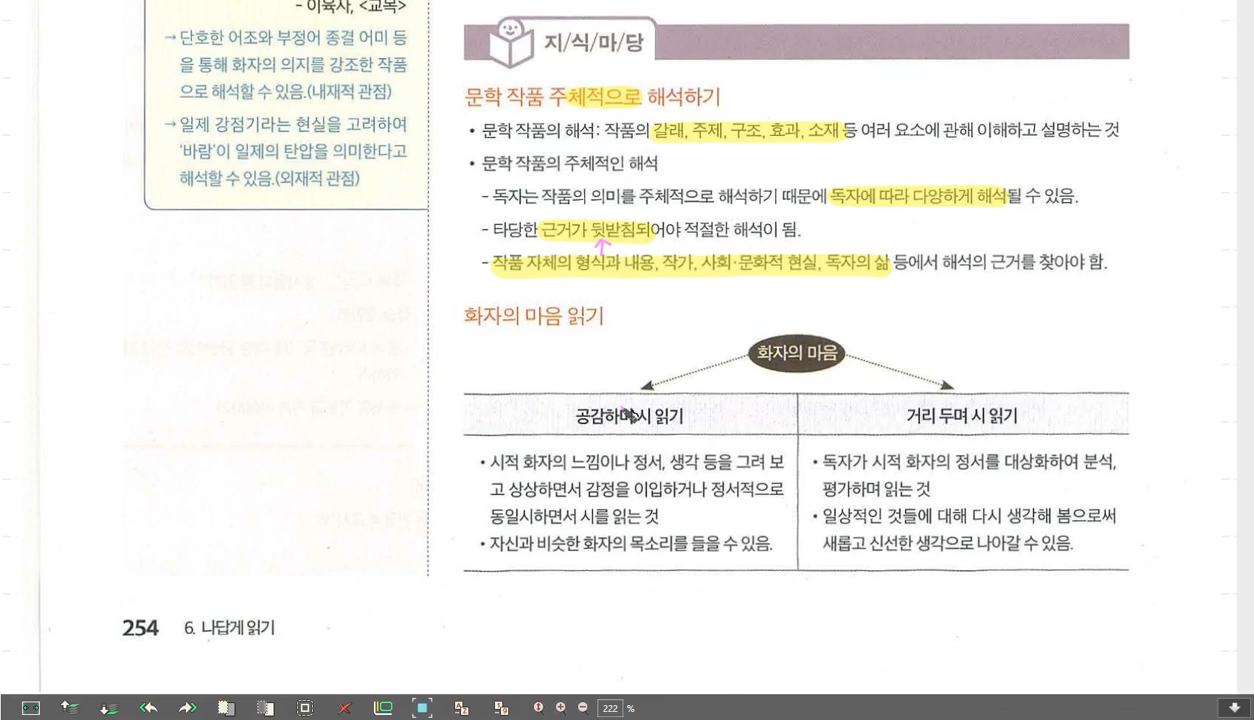 - 이육사, <교목>
→ 단호한 어조와 부정어 종결 어미 등
을 통해 화자의 의지를 강조한 작품
으로 해석할 수 있음.(내재적 관점)
→ 일제 강점기라는 현실을 고려하여
‘바람’이 일제의 탄압을 의미한다고
해석할 수 있음.(외재적 관점)
지/식/마/당
문학 작품 주체적으로 해석하기
• 문학 작품의 해석: 작품의 갈래, 주제, 구조, 효과, 소재 등 여러 요소에 관해 이해하고 설명하는 것
• 문학 작품의 주체적인 해석
- 독자는 작품의 의미를 주체적으로 해석하기 때문에 독자에 따라 다양하게 해석될 수 있음.
- 타당한 근거가 뒷받침되어야 적절한 해석이 됨.
- 작품 자체의 형식과 내용, 작가, 사회·문화적 현실, 독자의 삶 등에서 해석의 근거를 찾아야 함.
화자의 마음 읽기
화자의 마음
공감하며 시 읽기
거리 두며 시 읽기
• 시적 화자의 느낌이나 정서, 생각 등을 그려 보
고 상상하면서 감정을 이입하거나 정서적으로
동일시하면서 시를 읽는 것
• 자신과 비슷한 화자의 목소리를 들을 수 있음.
• 독자가 시적 화자의 정서를 대상화하여 분석,
평가하며 읽는 것
• 일상적인 것들에 대해 다시 생각해 봄으로써
새롭고 신선한 생각으로 나아갈 수 있음.
254 6. 나답게 읽기
222 %